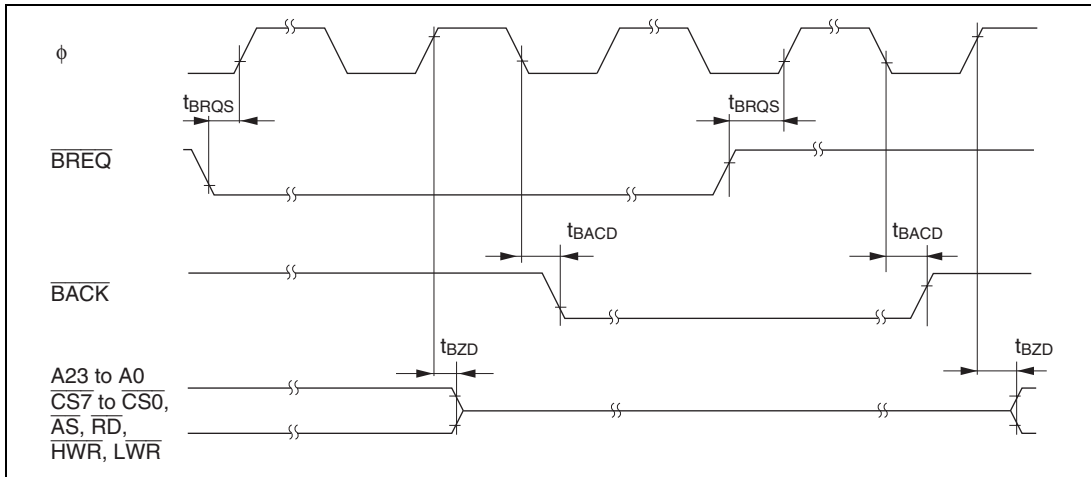 ϕ
tBRQS
tBRQS
BREQ
tBACD
tBACD
BACK
tBZD
tBZD
A23 to A0
CS7 to CS0,
AS, RD,
HWR, LWR